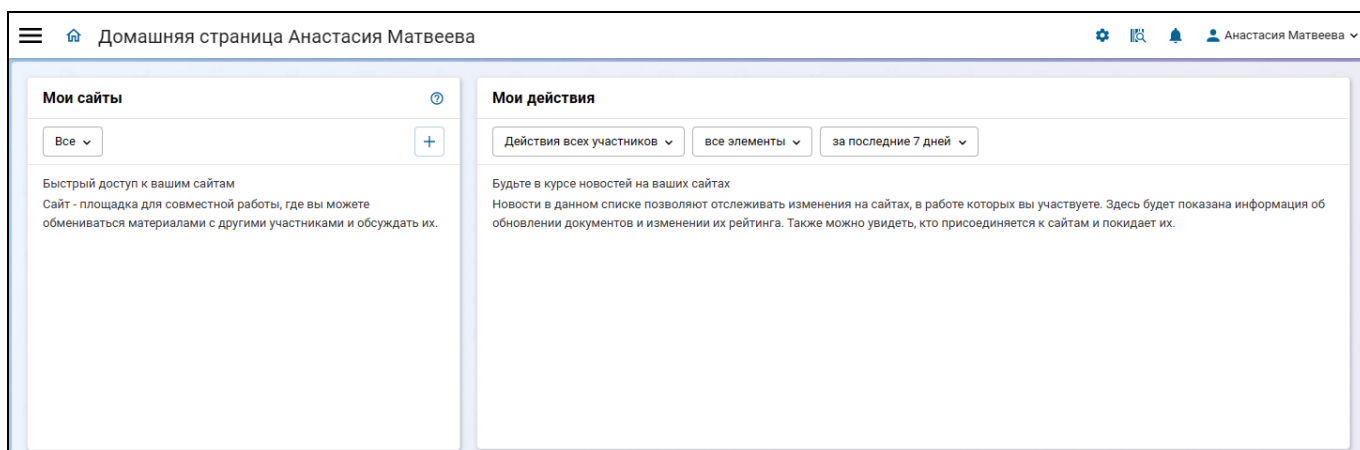 Домашняя страница Анастасия Матвеева
Анастасия Матвеева
Мои сайты
Все
Быстрый доступ к вашим сайтам
Сайт - площадка для совместной работы, где вы можете
обмениваться материалами с другими участниками и обсуждать их.
Мои действия
Действия всех участников
все элементы
за последние 7 дней
Будьте в курсе новостей на ваших сайтах
Новости в данном списке позволяют отслеживать изменения на сайтах, в работе которых вы участвуете. Здесь будет показана информация об
обновлении документов и изменении их рейтинга. Также можно увидеть, кто присоединяется к сайтам и покидает их.